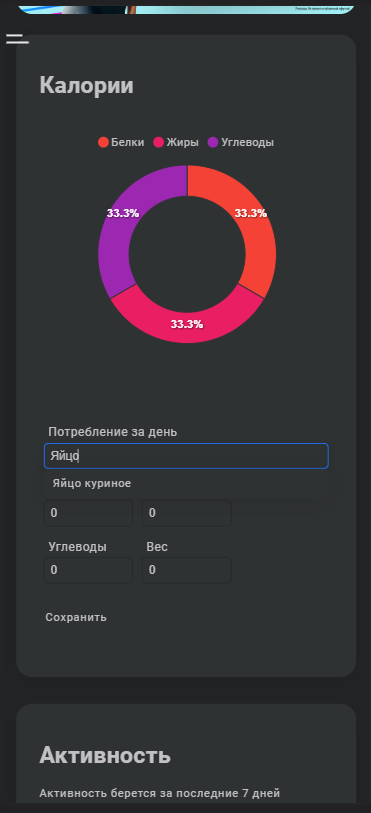 Калории
Белки Жиры Углеводы
33.3% 33.3%
33.3%
Потребление за день
Яйцо
Яйцо куриное
0 0
Углеводы Вес
0 0
Сохранить
Активность
Активность берется за последние 7 дней